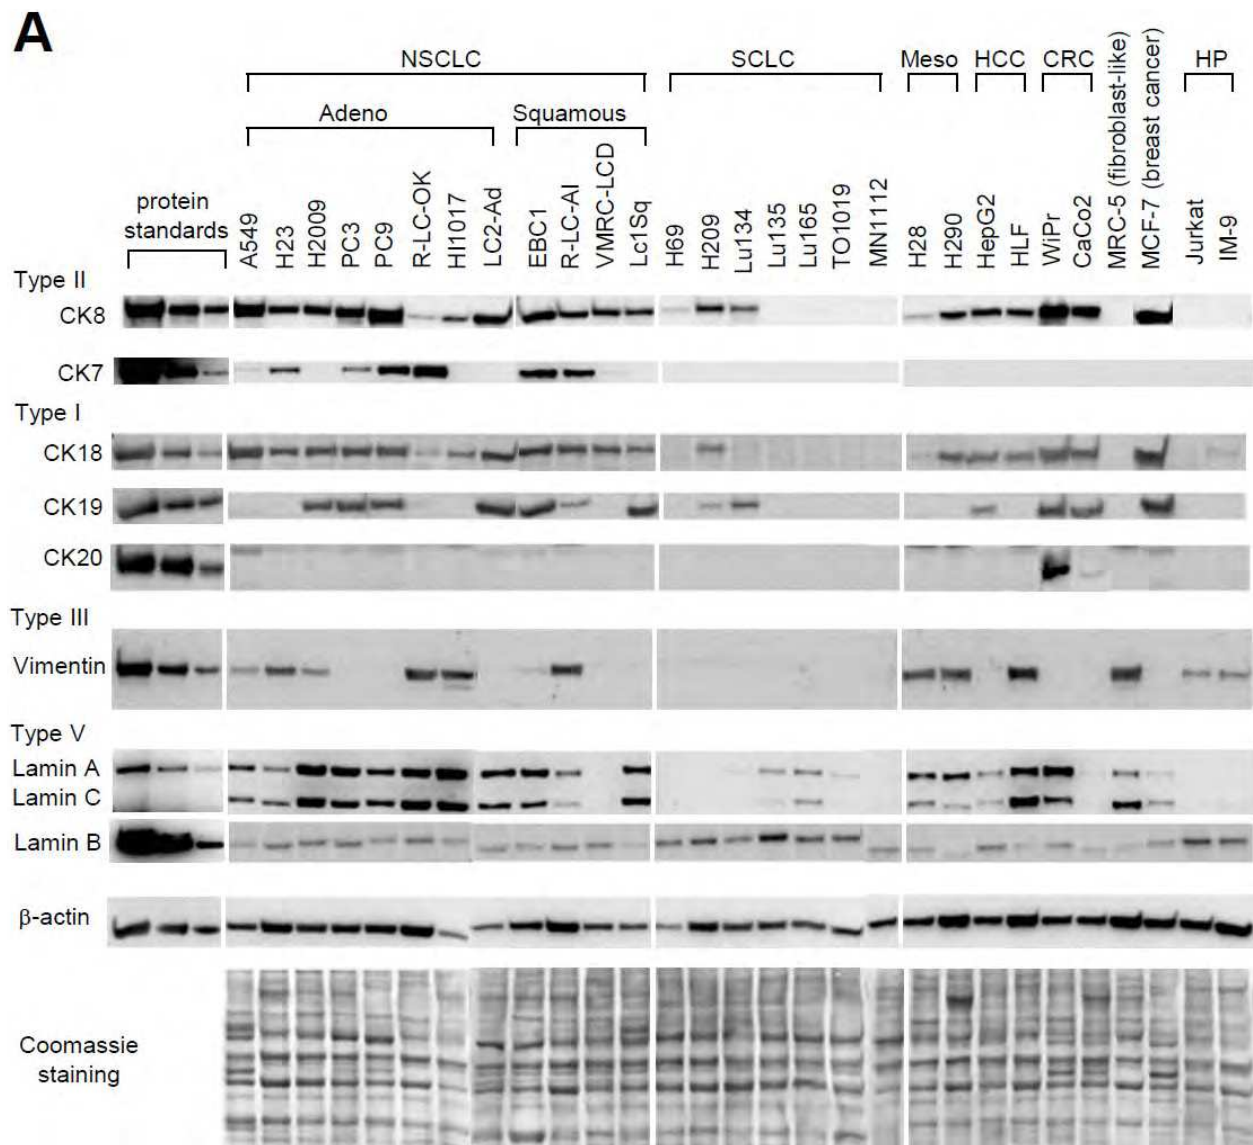 A
NSCLC
SCLC
Meso
HCC
CRC
HP
Adeno
Squamous
protein
standards
A549
H23
H2009
PC3
PC9
R-LC-OK
HI1017
LC2-Ad
EBC1
R-LC-AI
VMRC-LCD
Lc1Sq
H69
H209
Lu134
Lu135
Lu165
TO1019
MN1112
H28
H290
HepG2
HLF
WiPr
CaCo2
MRC-5 (fibroblast-like)
MCF-7 (breast cancer)
Jurkat
IM-9
Type II
CK8
CK7
Type I
CK18
CK19
CK20
Type III
Vimentin
Type V
Lamin A
Lamin C
Lamin B
β-actin
Coomassie
staining